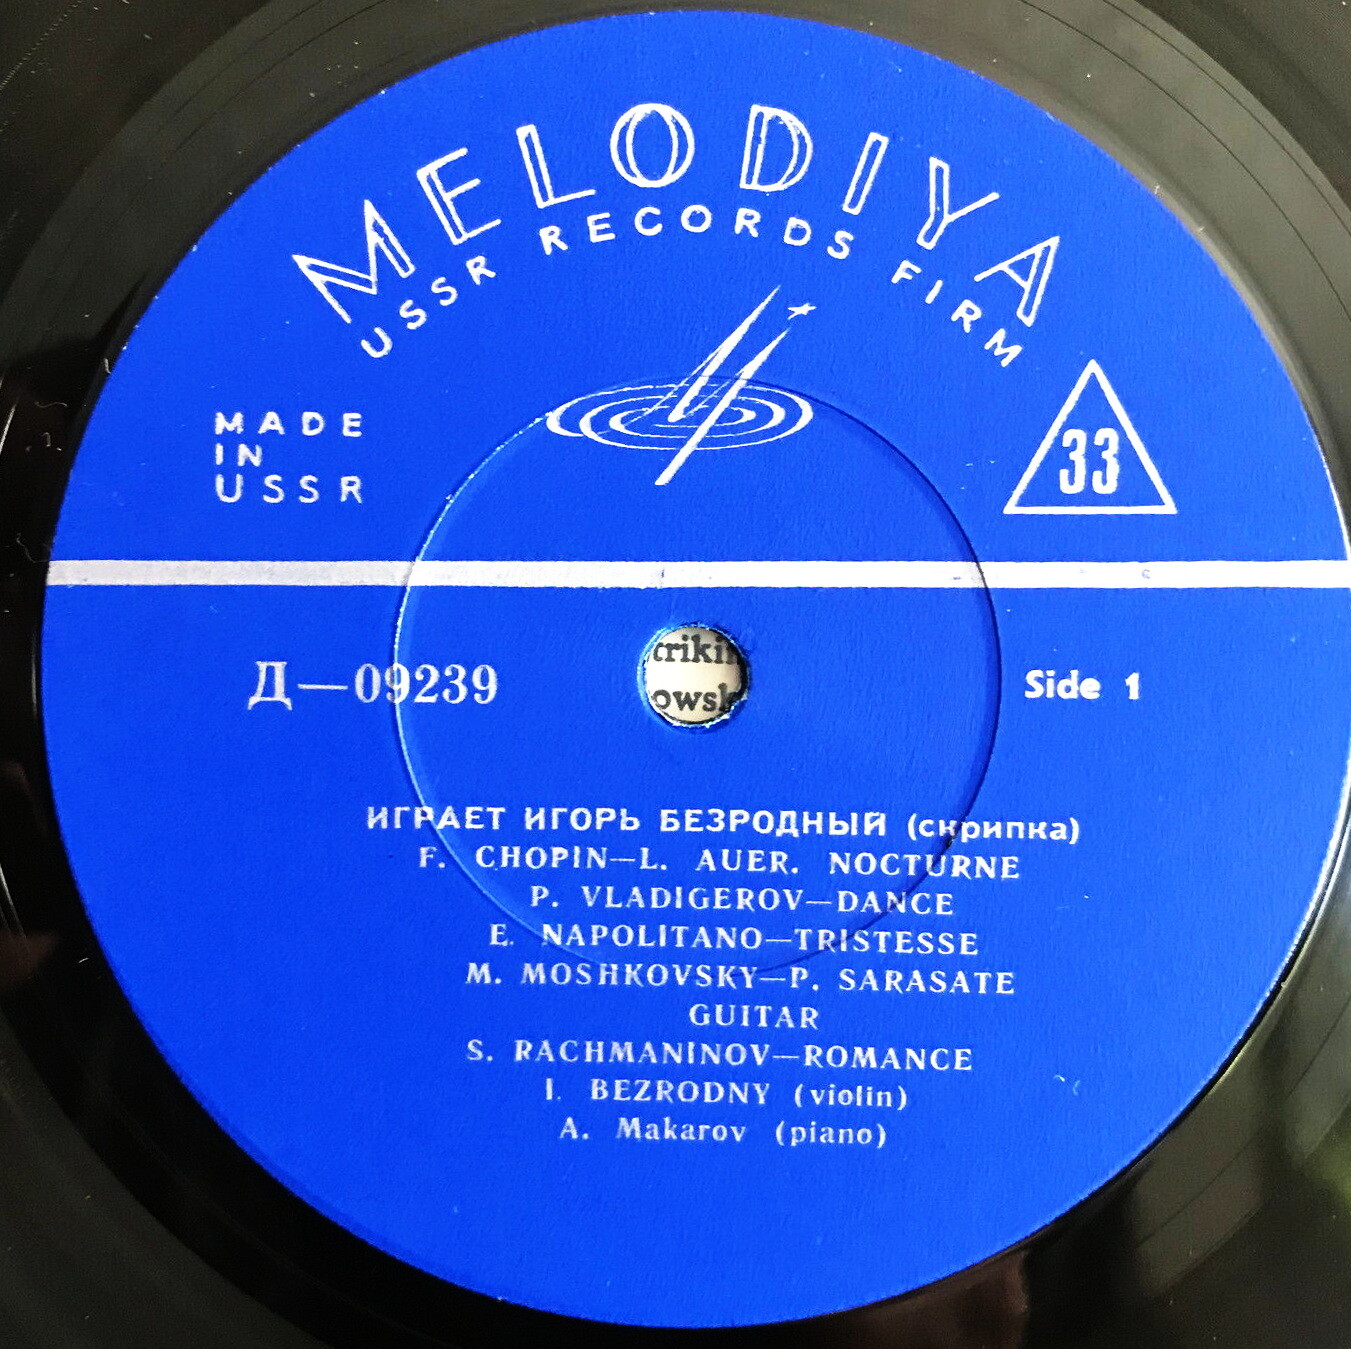 MELODIYA
USSR RECORDS FIRM
MADE
IN
USSR
33
Д—09239
Side 1
ИГРАЕТ ИГОРЬ БЕЗРОДНЫЙ (скрипка)
F. CHOPIN—L. AUER. NOCTURNE
P. VLADIGEROV—DANCE
E. NAPOLITANO—TRISTESSE
M. MOSHKOVSKY—P. SARASATE
GUITAR
S. RACHMANINOV—ROMANCE
I. BEZRODNY (violin)
A. Makarov (piano)